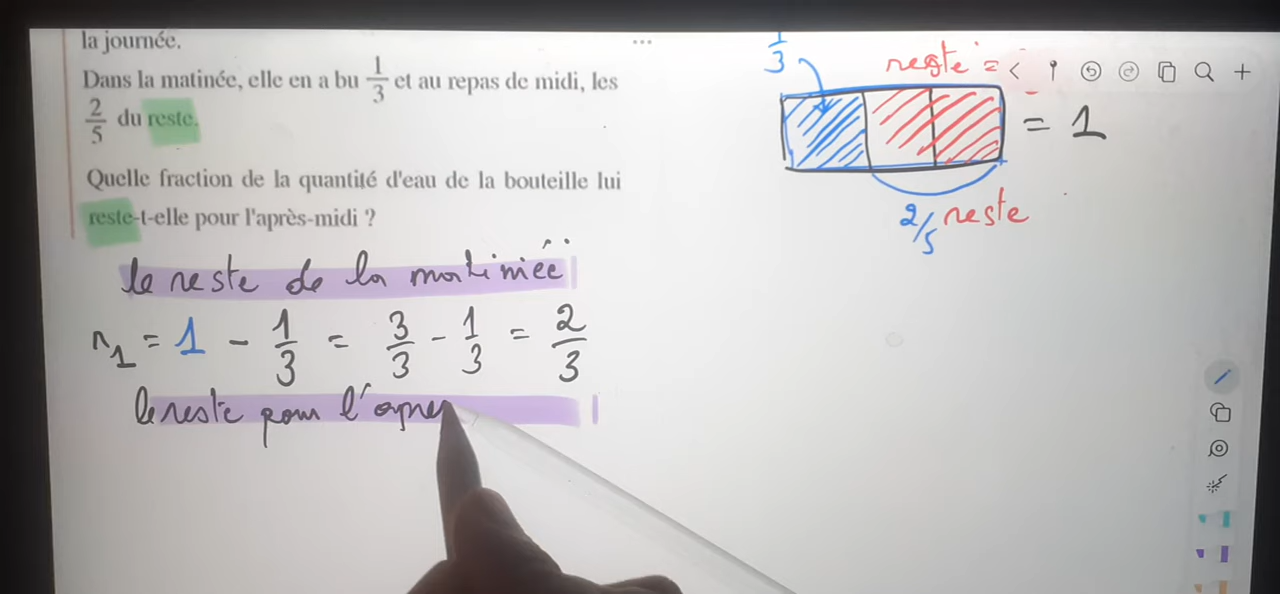 la journée.
Dans la matinée, elle en a bu 1/3 et au repas de midi, les
2/5 du reste.
Quelle fraction de la quantité d'eau de la bouteille lui
reste-t-elle pour l'après-midi ?
le reste de la matinée
r1 = 1 - 1/3 = 3/3 - 1/3 = 2/3
le reste pour l'apres
1/3
reste =
= 1
2/5 reste